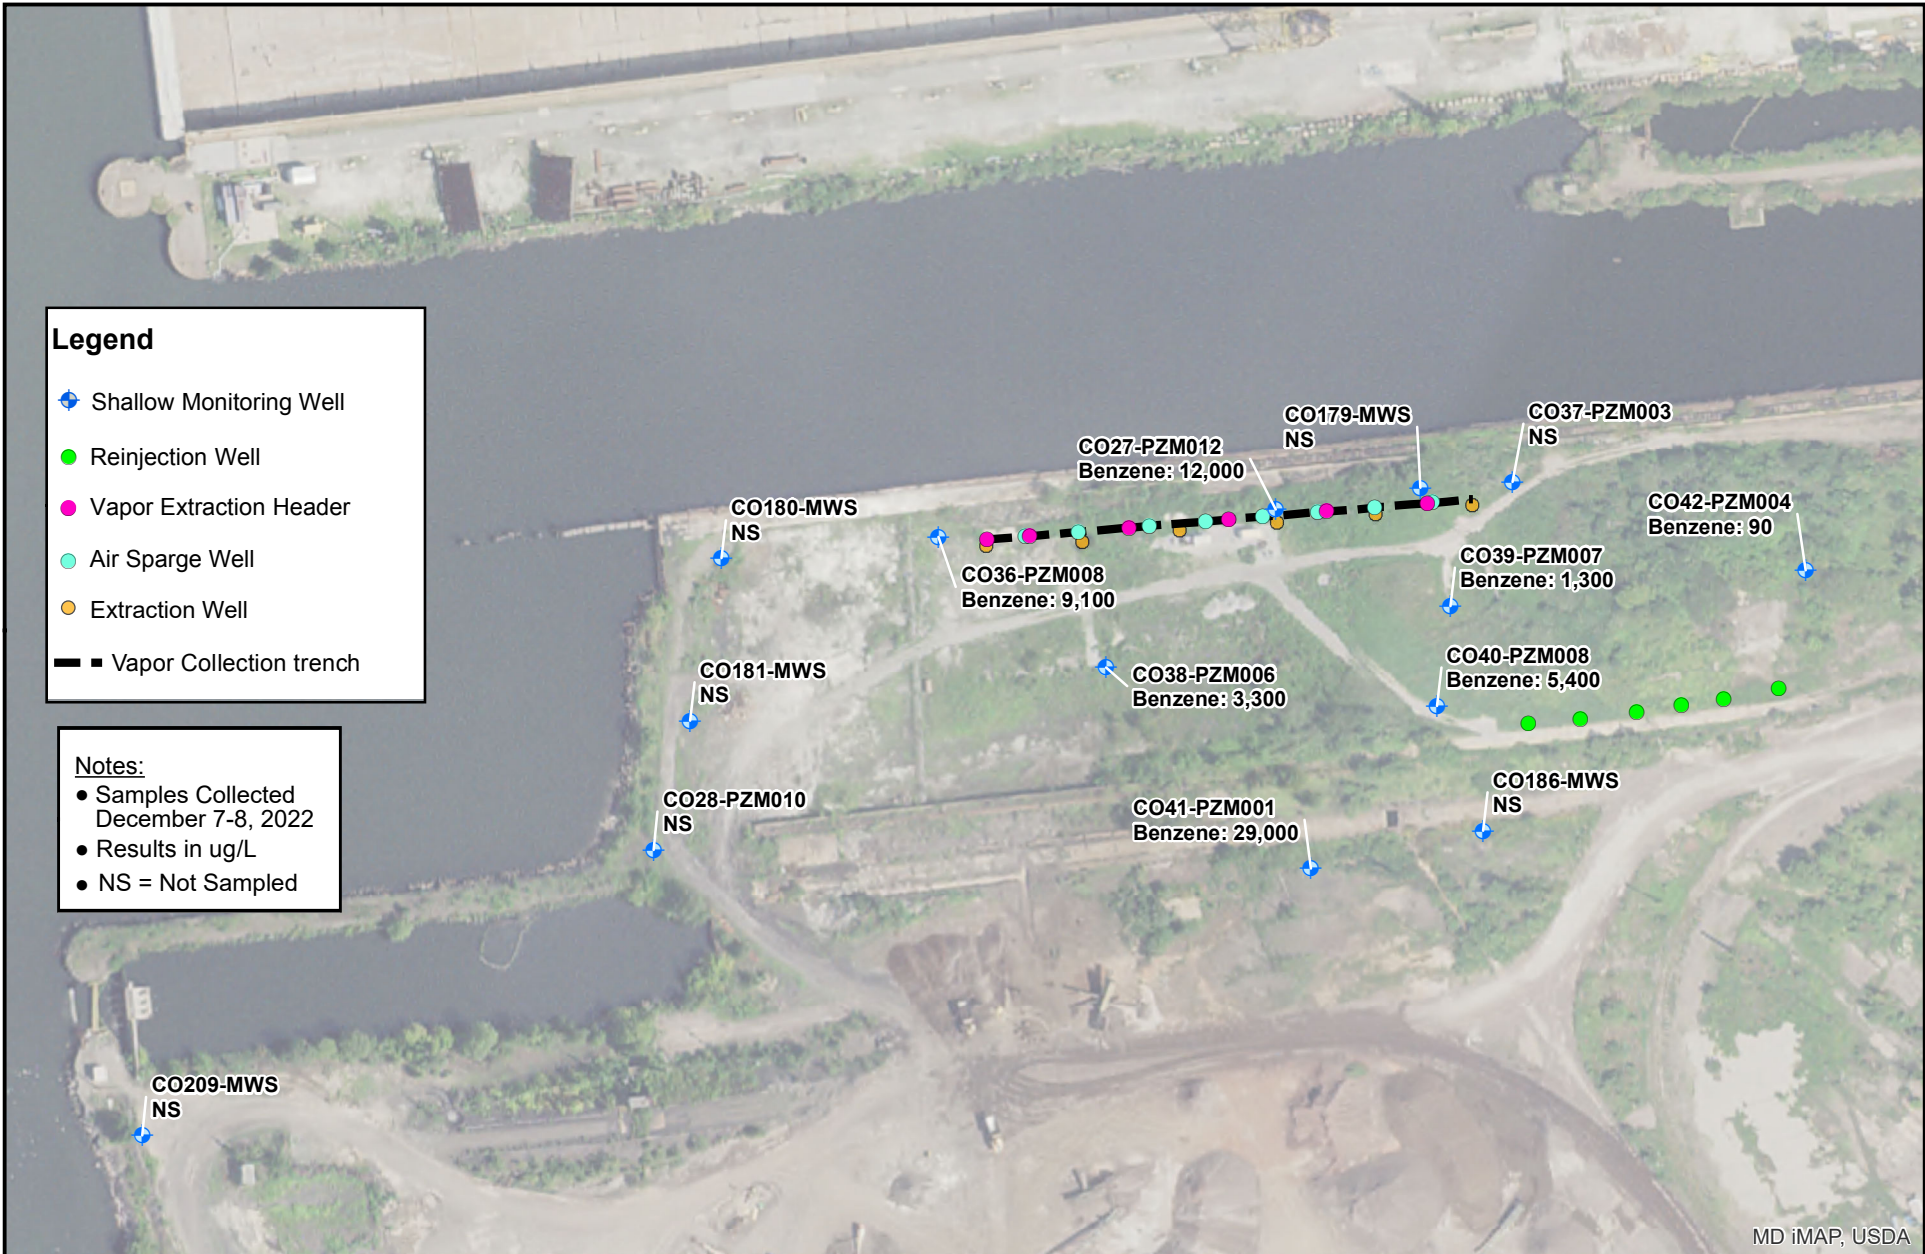 Legend
Shallow Monitoring Well
Reinjection Well
Vapor Extraction Header
Air Sparge Well
Extraction Well
Vapor Collection trench
Notes:
● Samples Collected
December 7-8, 2022
● Results in ug/L
● NS = Not Sampled
CO179-MWS
NS
CO37-PZM003
NS
CO27-PZM012
Benzene: 12,000
CO42-PZM004
Benzene: 90
CO180-MWS
NS
CO39-PZM007
Benzene: 1,300
CO36-PZM008
Benzene: 9,100
CO40-PZM008
Benzene: 5,400
CO181-MWS
NS
CO38-PZM006
Benzene: 3,300
CO186-MWS
NS
CO28-PZM010
NS
CO41-PZM001
Benzene: 29,000
CO209-MWS
NS
MD iMAP, USDA